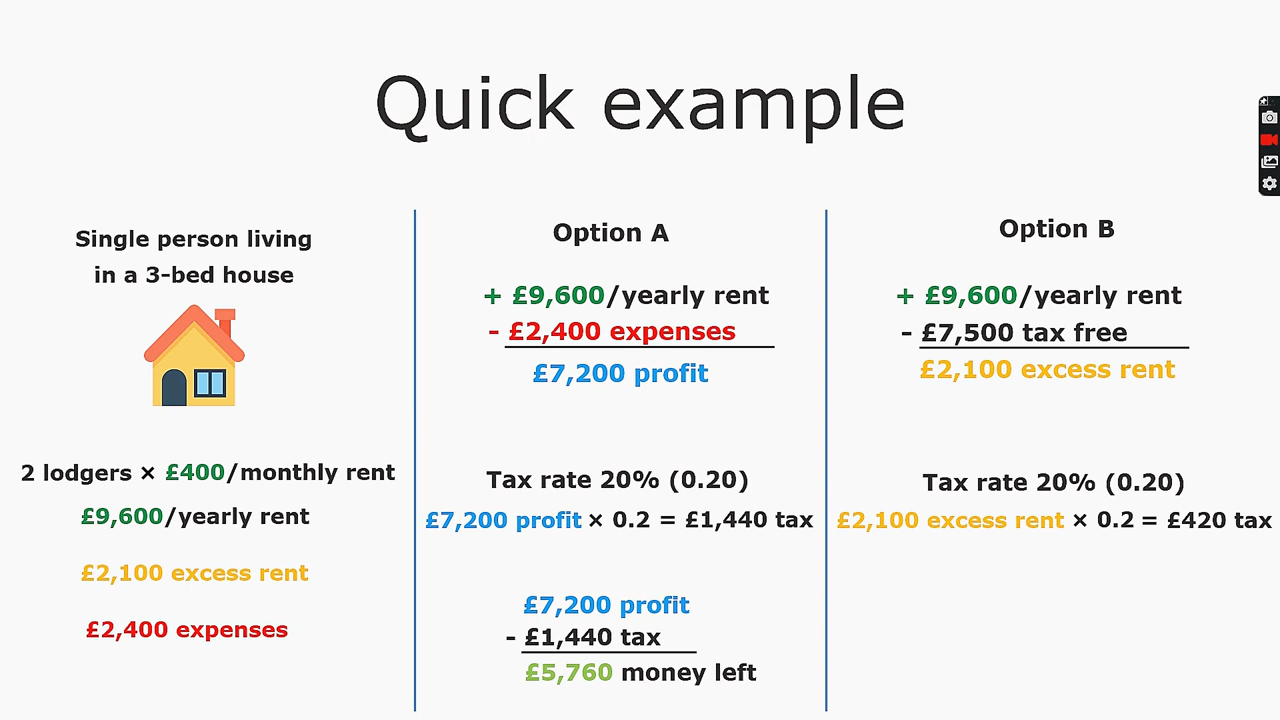 Quick example
Single person living
in a 3-bed house
2 lodgers × £400/monthly rent
£9,600/yearly rent
£2,100 excess rent
£2,400 expenses
Option A
+ £9,600/yearly rent
- £2,400 expenses
£7,200 profit
Tax rate 20% (0.20)
£7,200 profit × 0.2 = £1,440 tax
£7,200 profit
- £1,440 tax
£5,760 money left
Option B
+ £9,600/yearly rent
- £7,500 tax free
£2,100 excess rent
Tax rate 20% (0.20)
£2,100 excess rent × 0.2 = £420 tax